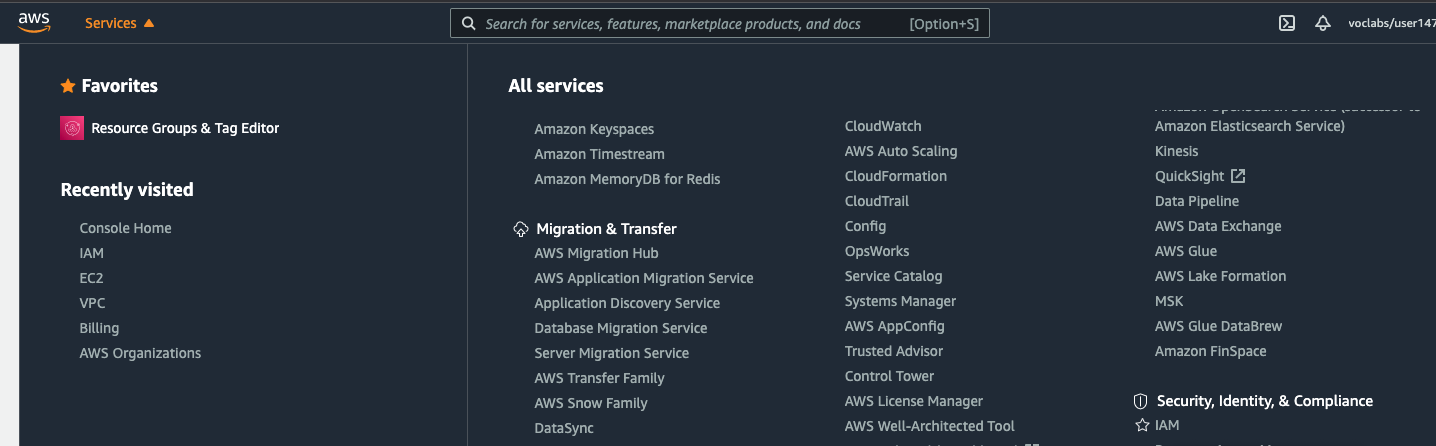 aws
Services
Search for services, features, marketplace products, and docs
[Option+S]
voclabs/user147
Favorites
Resource Groups & Tag Editor
Recently visited
Console Home
IAM
EC2
VPC
Billing
AWS Organizations
All services
Amazon Keyspaces
Amazon Timestream
Amazon MemoryDB for Redis
Migration & Transfer
AWS Migration Hub
AWS Application Migration Service
Application Discovery Service
Database Migration Service
Server Migration Service
AWS Transfer Family
AWS Snow Family
DataSync
CloudWatch
AWS Auto Scaling
CloudFormation
CloudTrail
Config
OpsWorks
Service Catalog
Systems Manager
AWS AppConfig
Trusted Advisor
Control Tower
AWS License Manager
AWS Well-Architected Tool
Amazon OpenSearch Service (successor to
Amazon Elasticsearch Service)
Kinesis
QuickSight
Data Pipeline
AWS Data Exchange
AWS Glue
AWS Lake Formation
MSK
AWS Glue DataBrew
Amazon FinSpace
Security, Identity, & Compliance
IAM